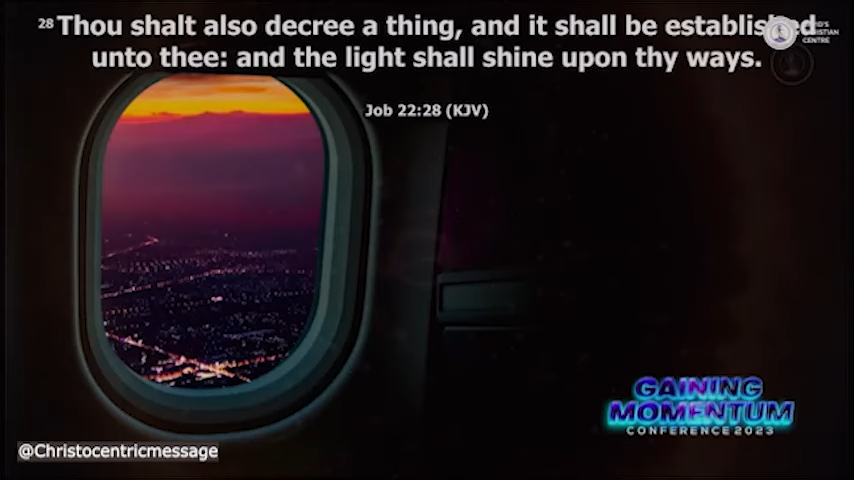 28 Thou shalt also decree a thing, and it shall be established
unto thee: and the light shall shine upon thy ways.
Job 22:28 (KJV)
CENTRE
GAINING
MOMENTUM
CONFERENCE 2023
@Christocentricmessage